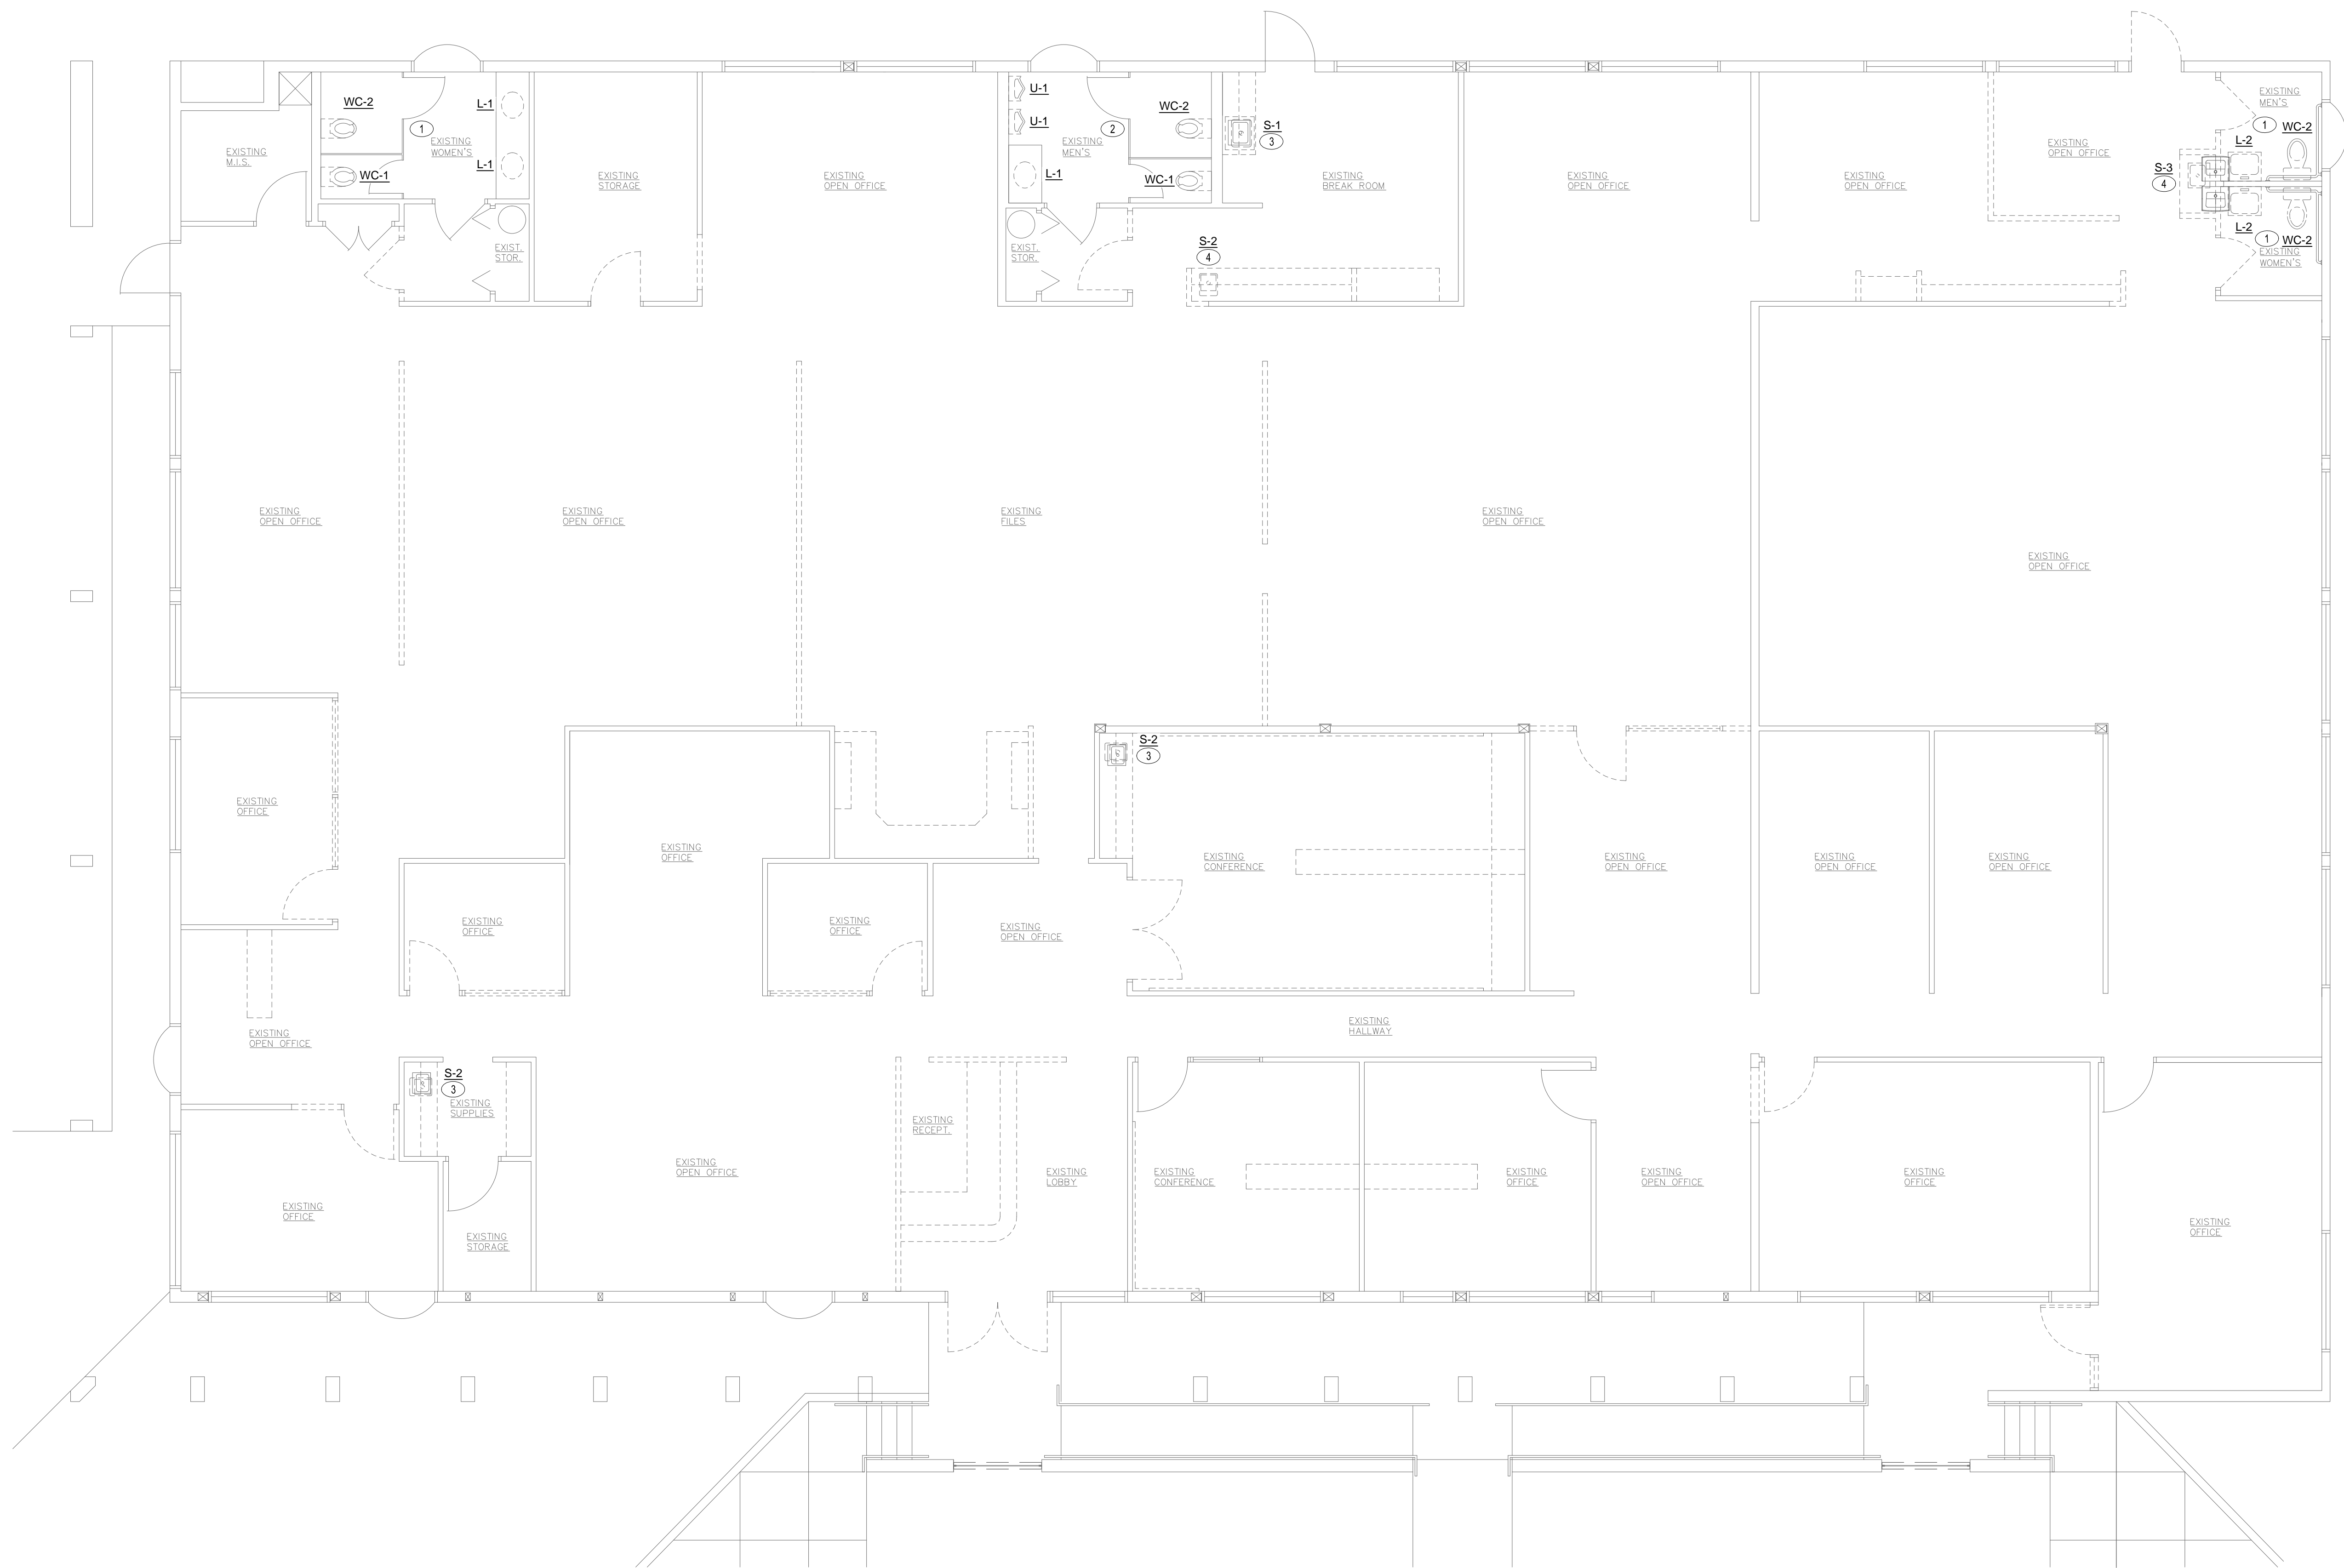 WC-2
L-1
1
EXISTING
WOMEN'S
EXISTING
M.I.S.
L-1
WC-1
EXIST.
STOR.
EXISTING
STORAGE
EXISTING
OPEN OFFICE
U-1
U-1
WC-2
2
EXISTING
MEN'S
L-1
WC-1
EXIST.
STOR.
S-1
3
EXISTING
BREAK ROOM
S-2
4
EXISTING
OPEN OFFICE
EXISTING
OPEN OFFICE
EXISTING
OPEN OFFICE
EXISTING
MEN'S
1
WC-2
L-2
S-3
4
L-2
1
WC-2
EXISTING
WOMEN'S
EXISTING
OPEN OFFICE
EXISTING
OPEN OFFICE
EXISTING
FILES
EXISTING
OPEN OFFICE
EXISTING
OPEN OFFICE
S-2
3
EXISTING
OFFICE
EXISTING
OFFICE
EXISTING
CONFERENCE
EXISTING
OPEN OFFICE
EXISTING
OPEN OFFICE
EXISTING
OPEN OFFICE
EXISTING
OFFICE
EXISTING
OFFICE
EXISTING
OPEN OFFICE
EXISTING
OPEN OFFICE
EXISTING
HALLWAY
S-2
3
EXISTING
SUPPLIES
EXISTING
RECEPT.
EXISTING
OPEN OFFICE
EXISTING
LOBBY
EXISTING
CONFERENCE
EXISTING
OFFICE
EXISTING
OPEN OFFICE
EXISTING
OFFICE
EXISTING
OFFICE
EXISTING
STORAGE
EXISTING
OFFICE